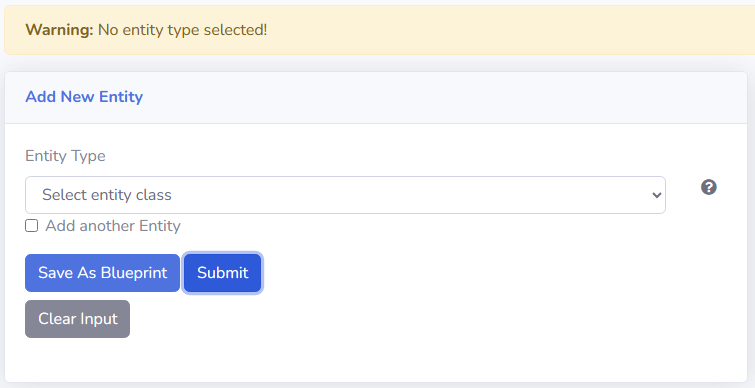 Warning: No entity type selected!
Add New Entity
Entity Type
Select entity class
Add another Entity
Save As Blueprint Submit
Clear Input